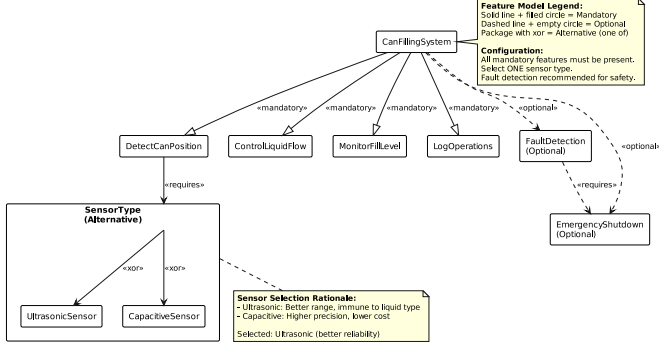 Feature Model Legend:
Solid line + filled circle = Mandatory
Dashed line + empty circle = Optional
Package with xor = Alternative (one of)
Configuration:
All mandatory features must be present.
Select ONE sensor type.
Fault detection recommended for safety.
CanFillingSystem
«mandatory»
«mandatory»
«mandatory»
«mandatory»
«optional»
«optional»
DetectCanPosition
ControlLiquidFlow
MonitorFillLevel
LogOperations
FaultDetection
(Optional)
«requires»
«requires»
SensorType
(Alternative)
EmergencyShutdown
(Optional)
«xor»
«xor»
UltrasonicSensor
CapacitiveSensor
Sensor Selection Rationale:
- Ultrasonic: Better range, immune to liquid type
- Capacitive: Higher precision, lower cost
Selected: Ultrasonic (better reliability)